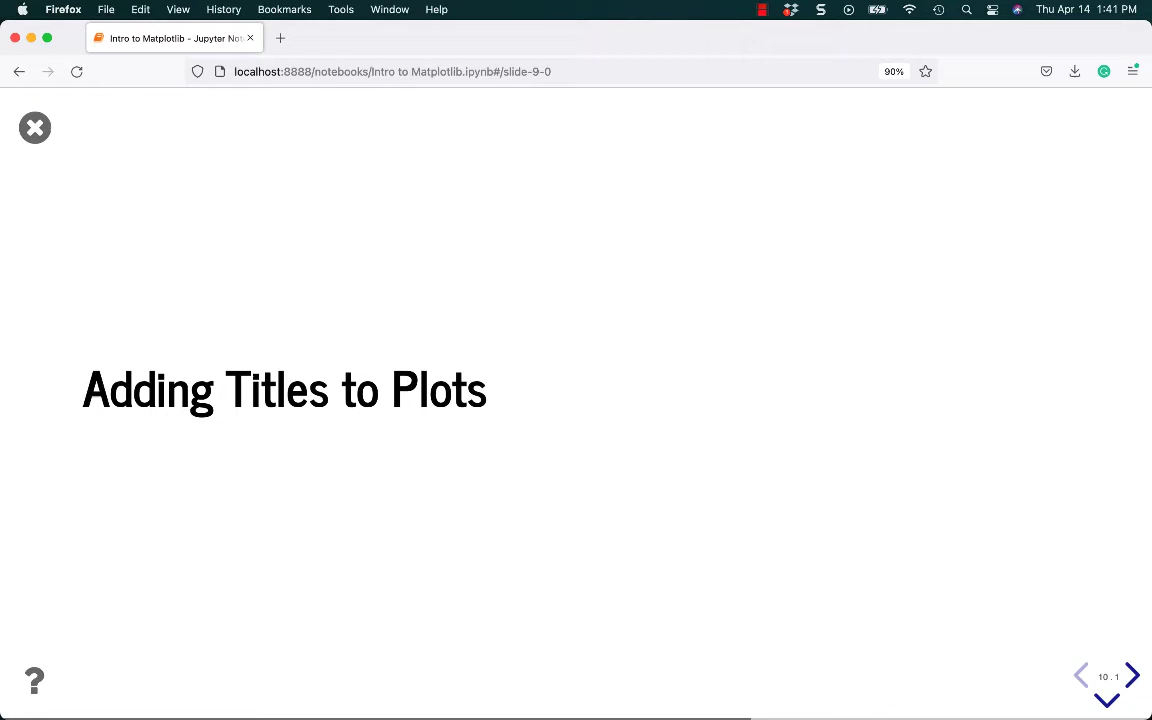 Firefox File Edit View History Bookmarks Tools Window Help Thu Apr 14 1:41 PM
Intro to Matplotlib - Jupyter Not
localhost:8888/notebooks/Intro to Matplotlib.ipynb#/slide-9-0 90%
Adding Titles to Plots
?
10.1